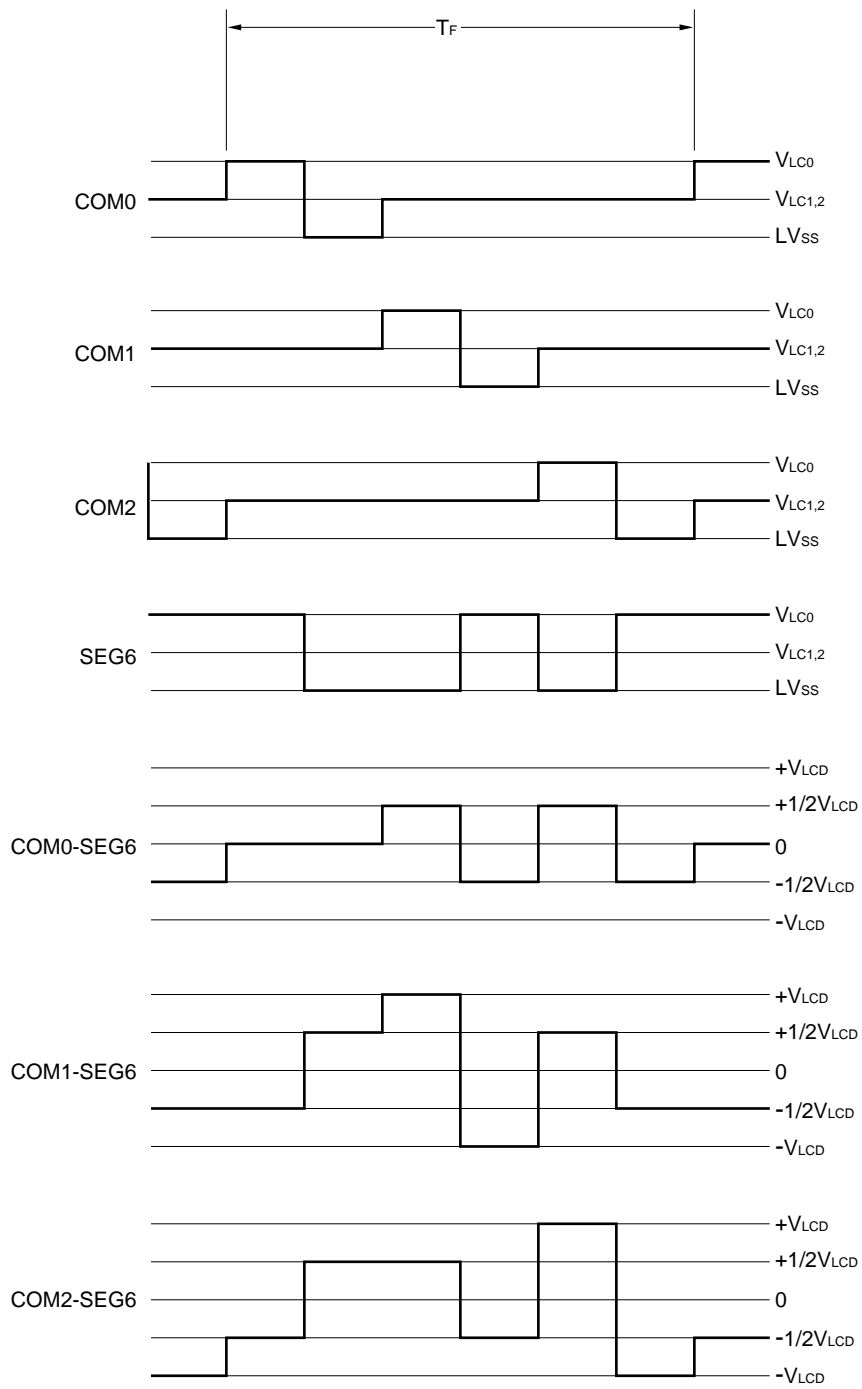 TF
VLC0
COM0
VLC1,2
LVSS
VLC0
COM1
VLC1,2
LVSS
VLC0
COM2
VLC1,2
LVSS
VLC0
SEG6
VLC1,2
LVSS
+VLCD
+1/2VLCD
COM0-SEG6
0
-1/2VLCD
-VLCD
+VLCD
+1/2VLCD
COM1-SEG6
0
-1/2VLCD
-VLCD
+VLCD
+1/2VLCD
COM2-SEG6
0
-1/2VLCD
-VLCD